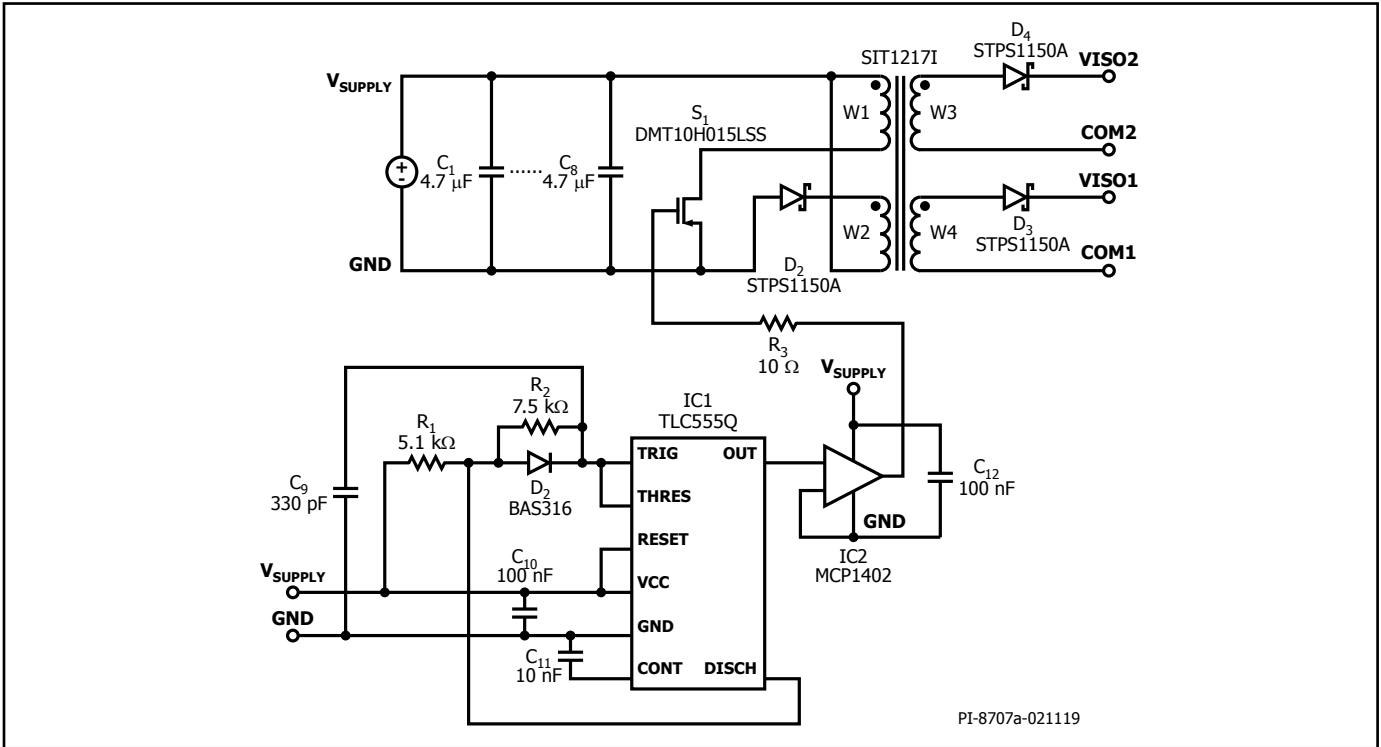 D4
STPS1150A
SIT1217I
VISO2
VSUPPLY
S1
DMT10H015LSS
W1
W3
COM2
+
-
C1
4.7 µF
......
C8
4.7 µF
VISO1
W2
W4
D3
STPS1150A
GND
D2
STPS1150A
COM1
R3
10 Ω
VSUPPLY
R2
7.5 kΩ
IC1
TLC555Q
R1
5.1 kΩ
TRIG
OUT
C9
330 pF
D2
BAS316
THRES
C12
100 nF
GND
RESET
IC2
MCP1402
C10
100 nF
VSUPPLY
VCC
GND
GND
C11
10 nF
CONT
DISCH
PI-8707a-021119